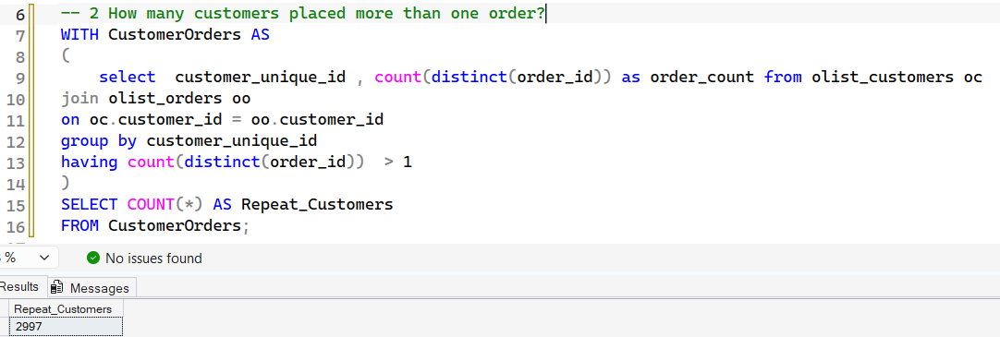 6 -- 2 How many customers placed more than one order?
7 WITH CustomerOrders AS
8 (
9 select  customer_unique_id , count(distinct(order_id)) as order_count from olist_customers oc
10 join olist_orders oo
11 on oc.customer_id = oo.customer_id
12 group by customer_unique_id
13 having count(distinct(order_id))  > 1
14 )
15 SELECT COUNT(*) AS Repeat_Customers
16 FROM CustomerOrders;
% No issues found
Results Messages
Repeat_Customers
2997